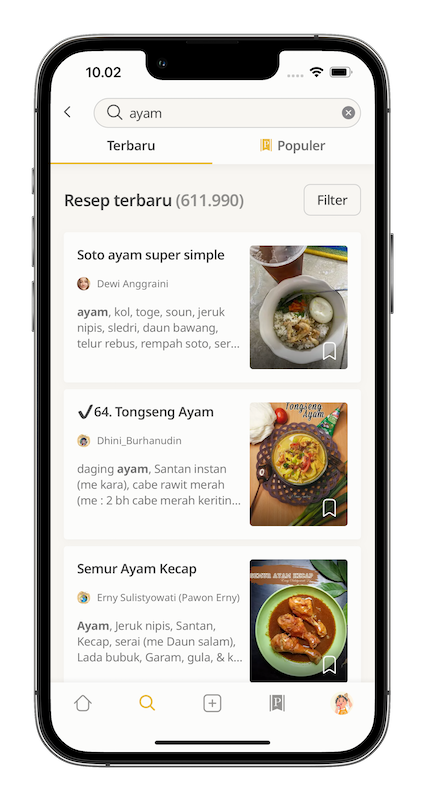 10.02
ayam
Terbaru
Populer
Resep terbaru (611.990)
Filter
Soto ayam super simple
Dewi Anggraini
ayam, kol, toge, soun, jeruk
nipis, sledri, daun bawang,
telur rebus, rempah soto, ser...
✓64. Tongseng Ayam
Dhini_Burhanudin
daging ayam, Santan instan
(me kara), cabe rawit merah
(me : 2 bh cabe merah keritin...
Tongseng
Ayam
Semur Ayam Kecap
Erny Sulistyowati (Pawon Erny)
Ayam, Jeruk nipis, Santan,
Kecap, serai (me Daun salam),
Lada bubuk, Garam, gula, & k...
SEMUR AYAM KECAP